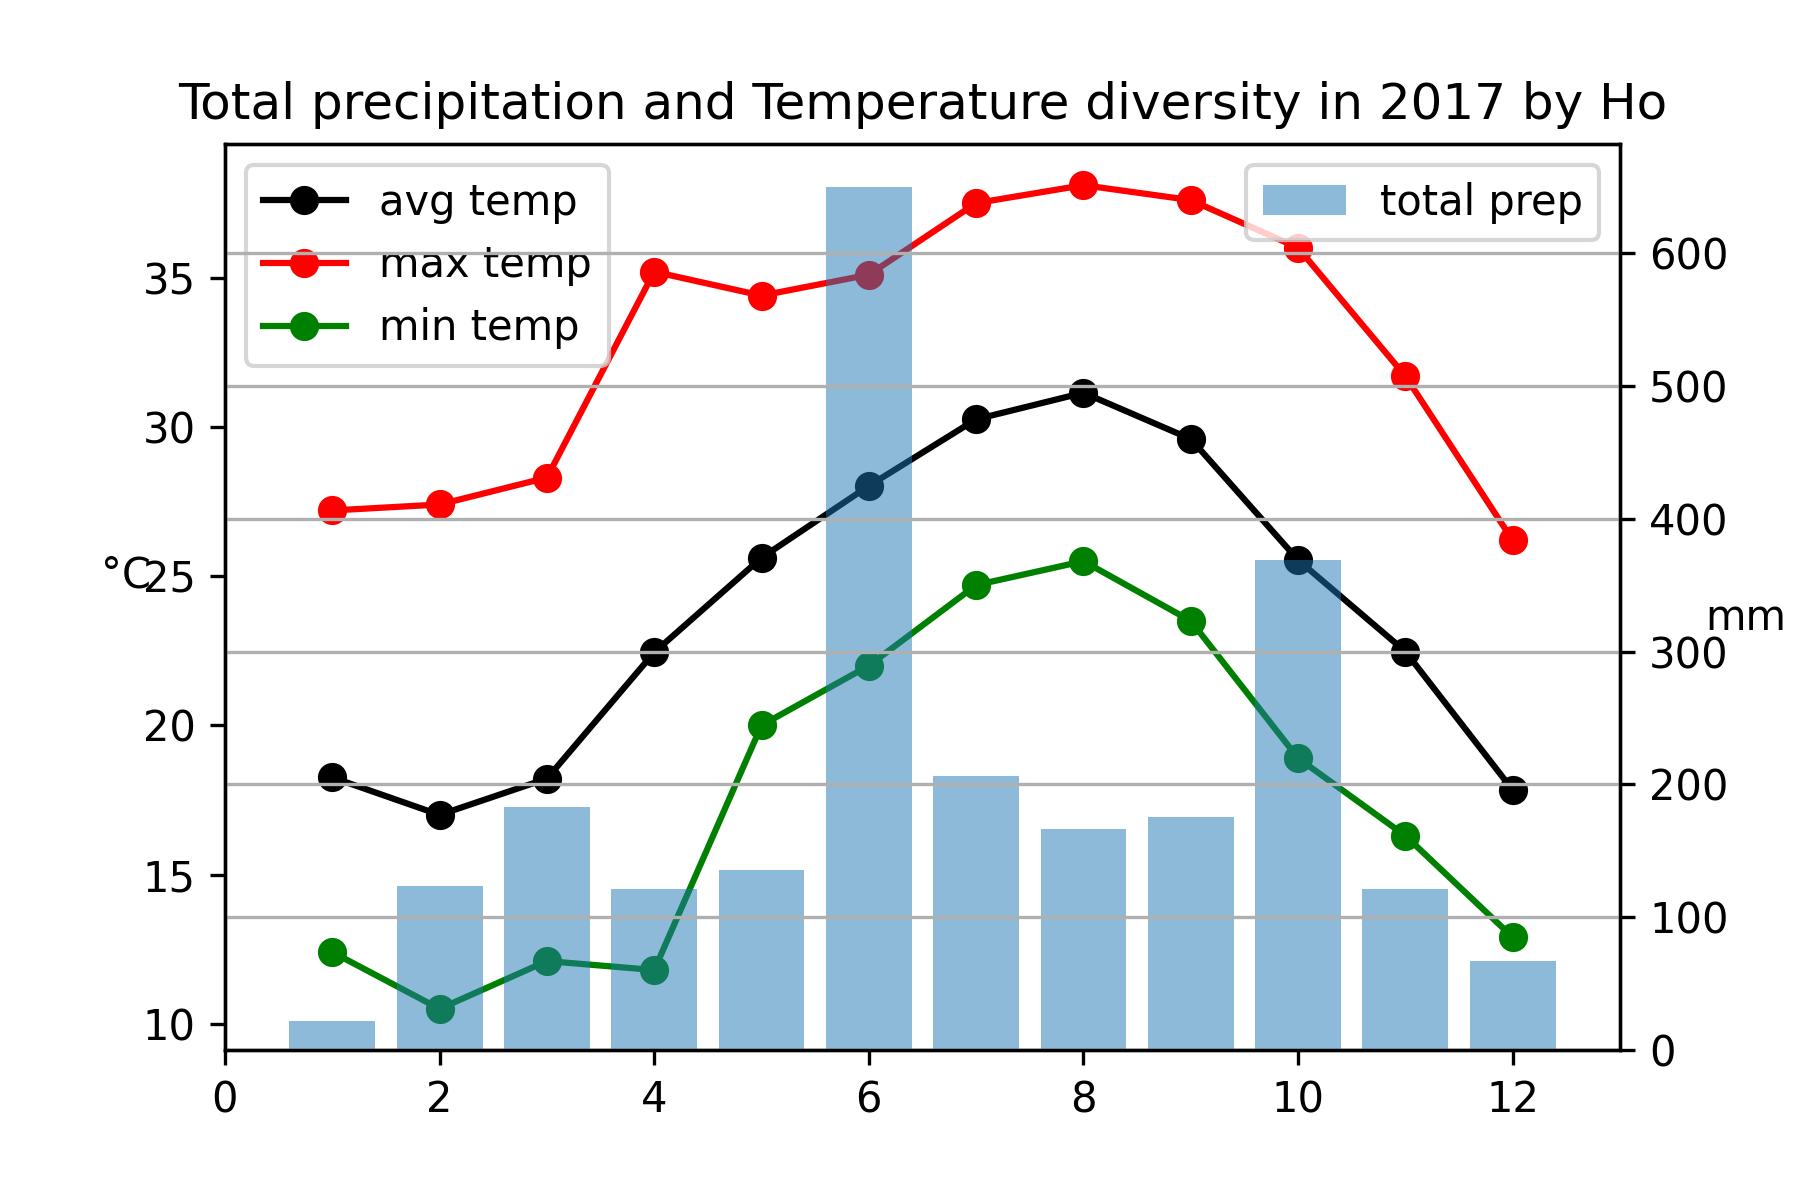 Total precipitation and Temperature diversity in 2017 by Ho
avg temp
max temp
min temp
total prep
35
30
25
20
15
10
°C
600
500
400
300
200
100
0
mm
0 2 4 6 8 10 12